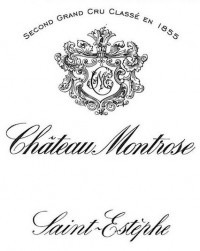 SECOND GRAND CRU CLASSÉ EN 1855
Château Montrose
Saint-Estèphe